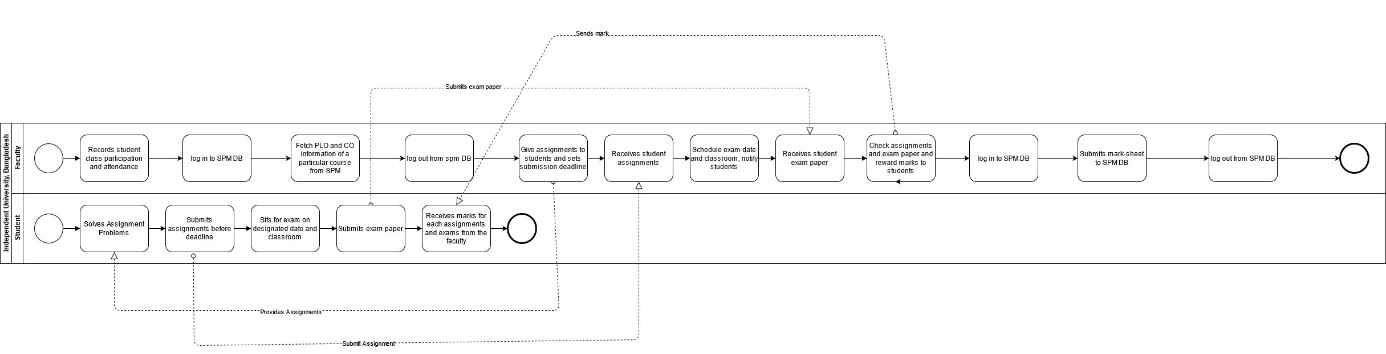 Sends mark
Submits exam paper
Independent University, Bangladesh
Faculty
Records student
class participation
and attendance
log in to SPM DB
Fetch PLO and CO
information of a
particular course
from SPM
log out from spm DB
Give assignments to
students and sets
submission deadline
Receives student
assignments
Schedule exam date
and classroom, notify
students
Receives student
exam paper
Check assignments
and exam paper and
reward marks to
students
log in to SPM DB
Submits mark-sheet
to SPM DB
log out from SPM DB
Student
Solves Assignment
Problems
Submits
assignments before
deadline
Sits for exam on
designated date and
classroom
Submits exam paper
Receives marks for
each assignments
and exams from the
faculty
Provides Assignments
Submit Assignment